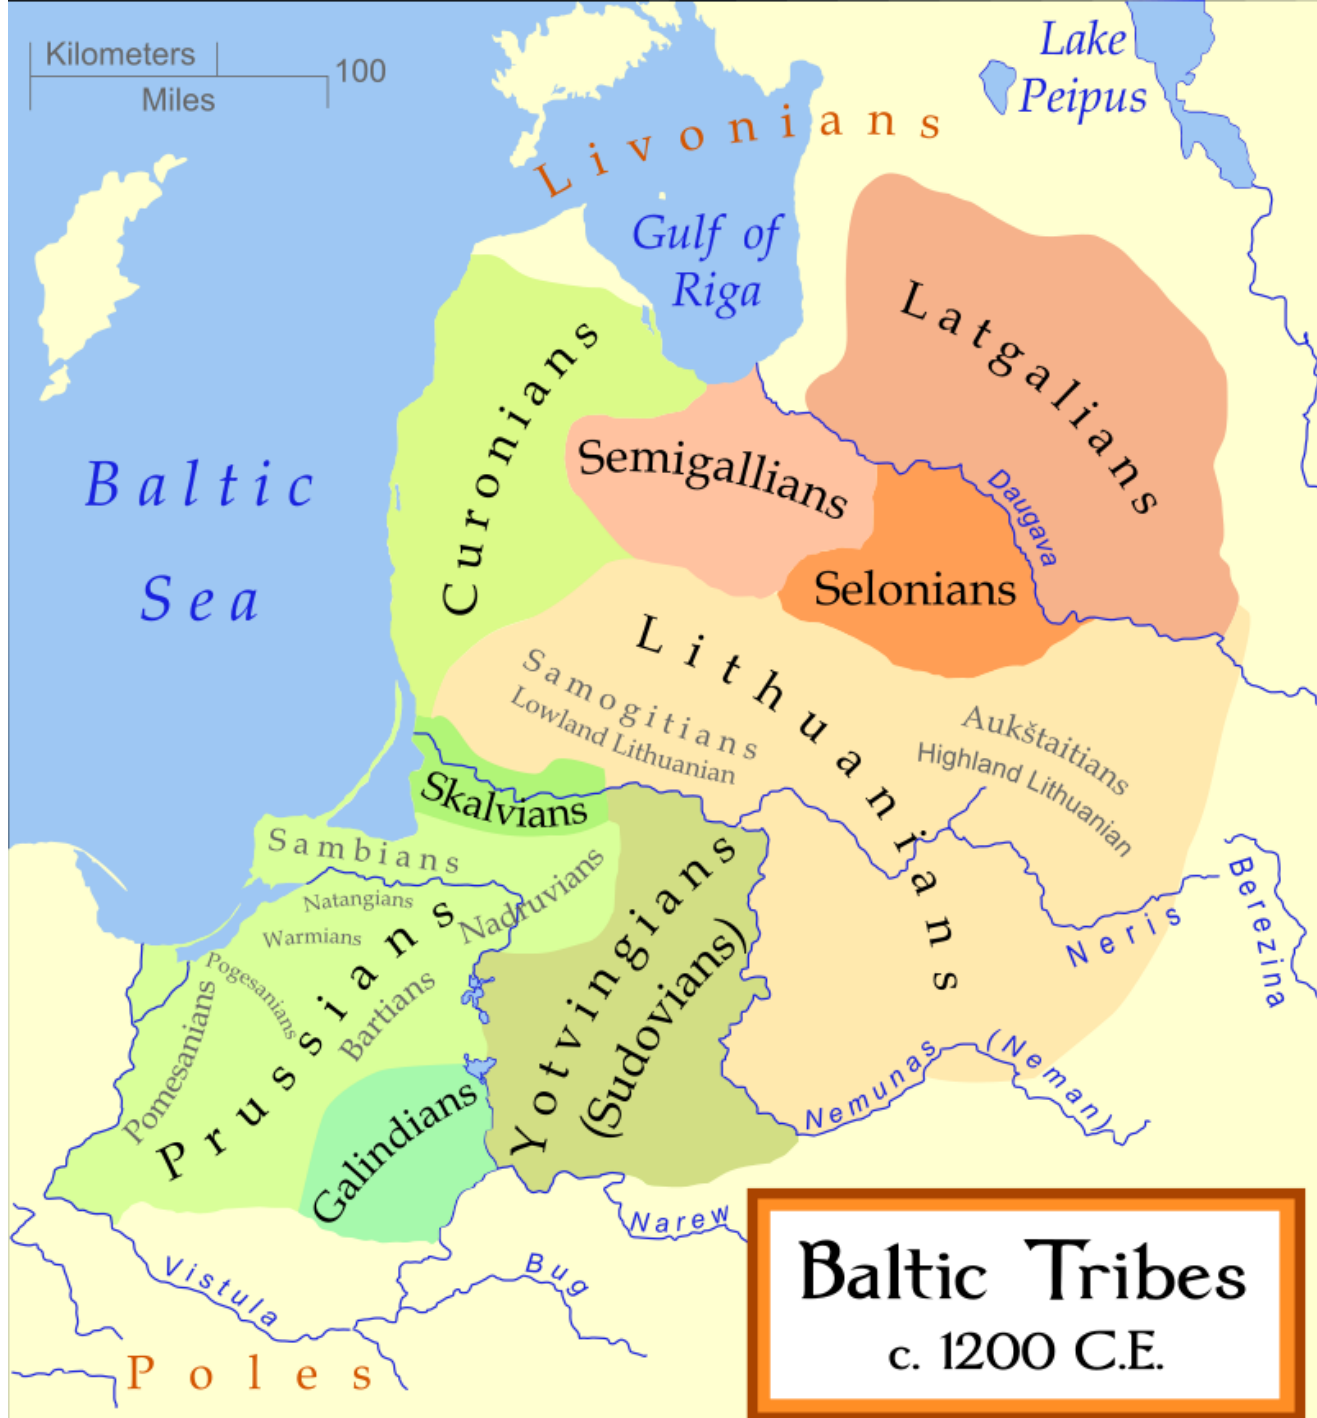 Kilometers
100
Miles
Lake
Peipus
Livonians
Gulf of
Riga
Latgalians
Curonians
Semigallians
Baltic
Sea
Daugava
Selonians
Lithuanians
Samogitians
Lowland Lithuanian
Aukštaitians
Highland Lithuanian
Skalvians
Sambians
Natangians
Nadruvians
Warmians
Pogesanians
Prussians
Bartians
Pomesanians
Yotvingians
(Sudovians)
Neris
Berezina
Nemunas
(Neman)
Galindians
Narew
Vistula
Bug
Poles
Baltic Tribes
c. 1200 C.E.